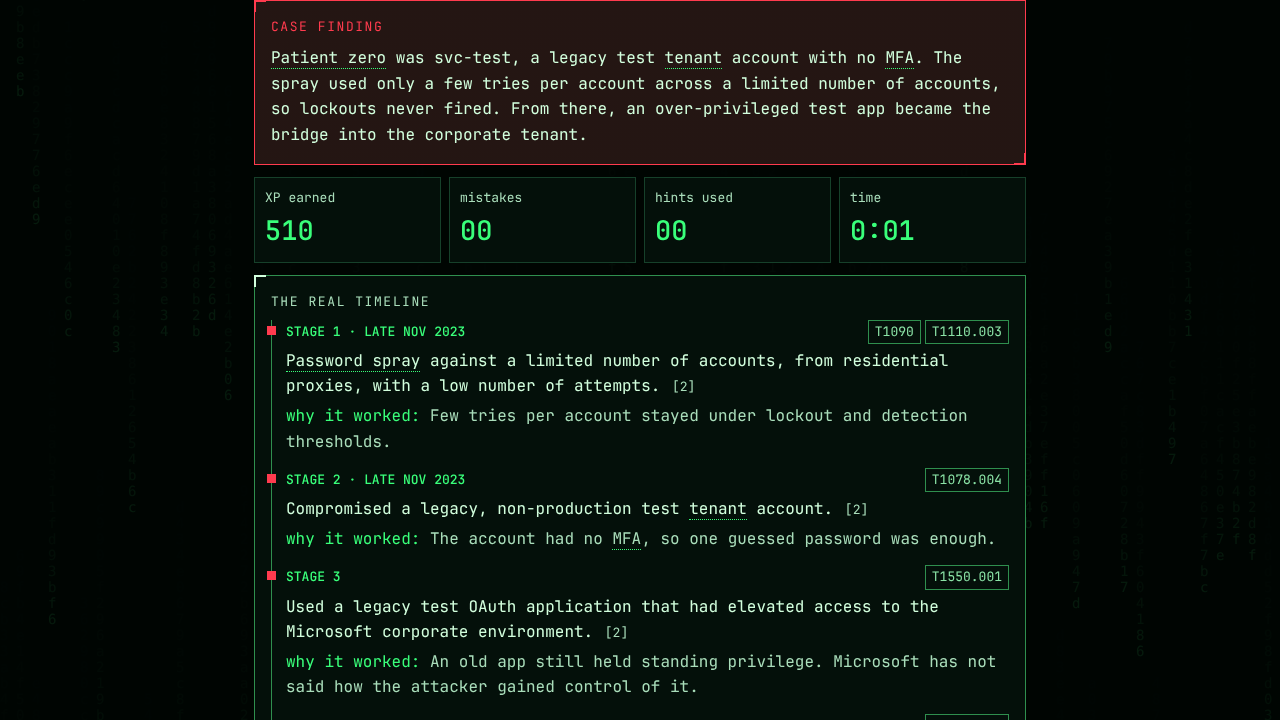 CASE FINDING
Patient zero was svc-test, a legacy test tenant account with no MFA. The
spray used only a few tries per account across a limited number of accounts,
so lockouts never fired. From there, an over-privileged test app became the
bridge into the corporate tenant.
XP earned
510
mistakes
00
hints used
00
time
0:01
THE REAL TIMELINE
STAGE 1 · LATE NOV 2023
T1090
T1110.003
Password spray against a limited number of accounts, from residential
proxies, with a low number of attempts. [2]
why it worked: Few tries per account stayed under lockout and detection
thresholds.
STAGE 2 · LATE NOV 2023
T1078.004
Compromised a legacy, non-production test tenant account. [2]
why it worked: The account had no MFA, so one guessed password was enough.
STAGE 3
T1550.001
Used a legacy test OAuth application that had elevated access to the
Microsoft corporate environment. [2]
why it worked: An old app still held standing privilege. Microsoft has not
said how the attacker gained control of it.